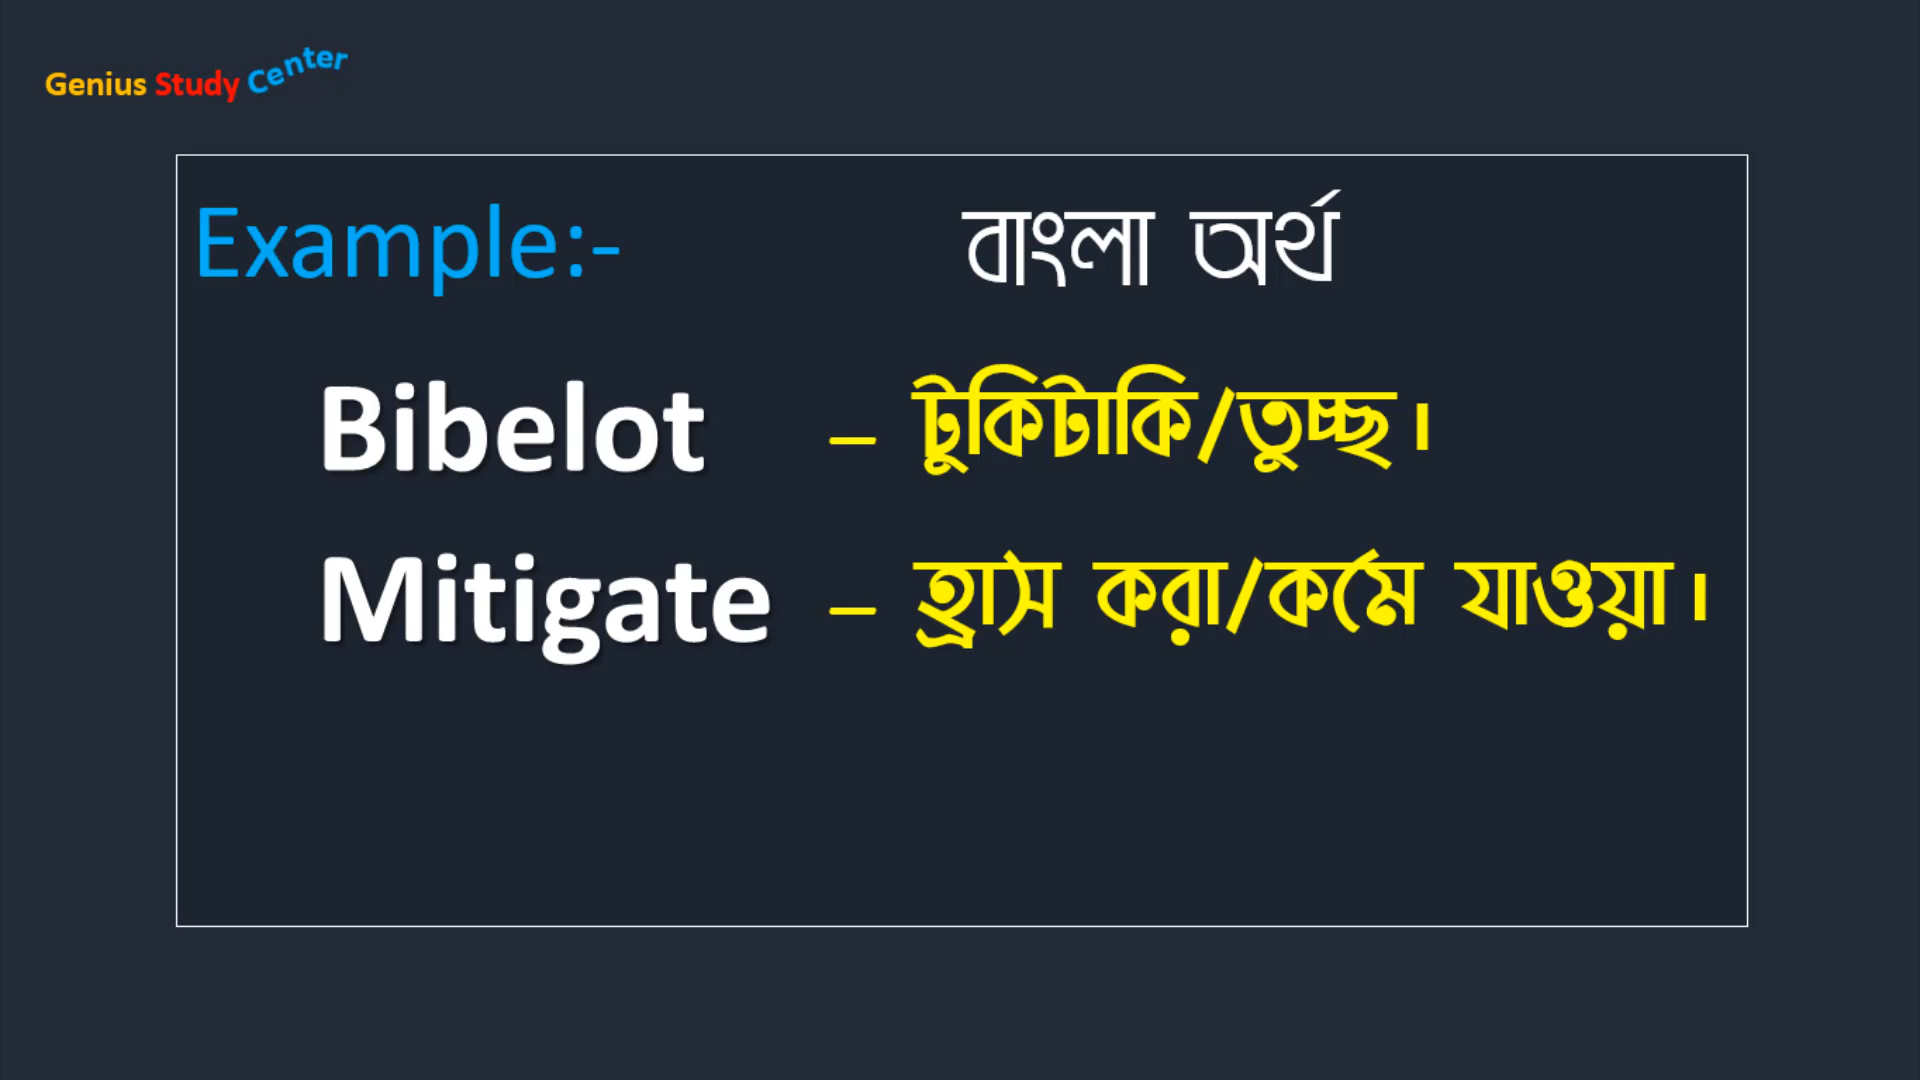 Genius Study Center
Example:- বাংলা অর্থ
Bibelot – টুকিটাকি/তুচ্ছ।
Mitigate – হ্রাস করা/কমে যাওয়া।